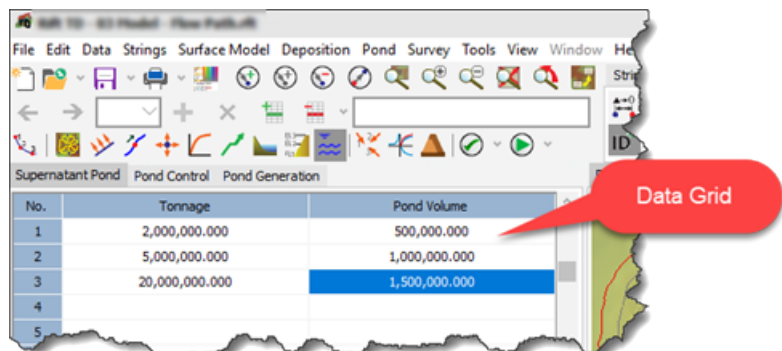 File Edit Data Strings Surface Model Deposition Pond Survey Tools View Window He
ID
Supernatant Pond Pond Control Pond Generation
Data Grid
No. Tonnage Pond Volume
1 2,000,000.000 500,000.000
2 5,000,000.000 1,000,000.000
3 20,000,000.000 1,500,000.000
4
5